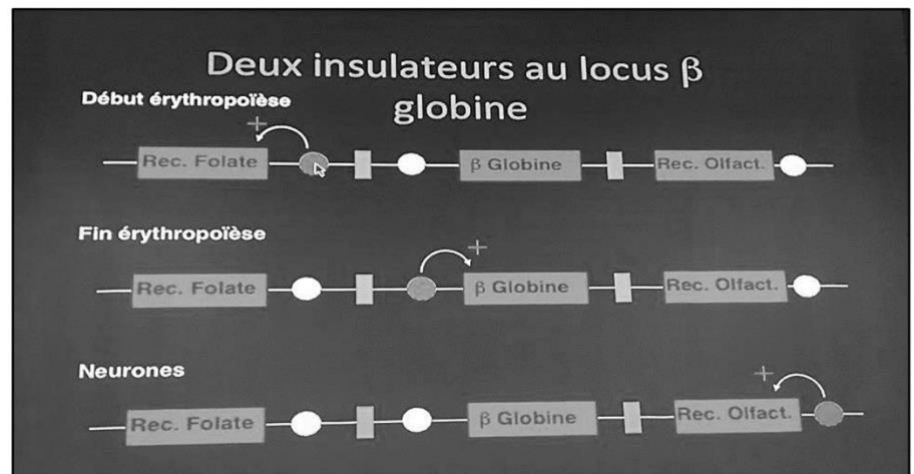 Deux insulateurs au locus β
globine
Début érythropoïèse
+
Rec. Folate β Globine Rec. Olfact.
Fin érythropoïèse
+
Rec. Folate β Globine Rec. Olfact.
Neurones
+
Rec. Folate β Globine Rec. Olfact.